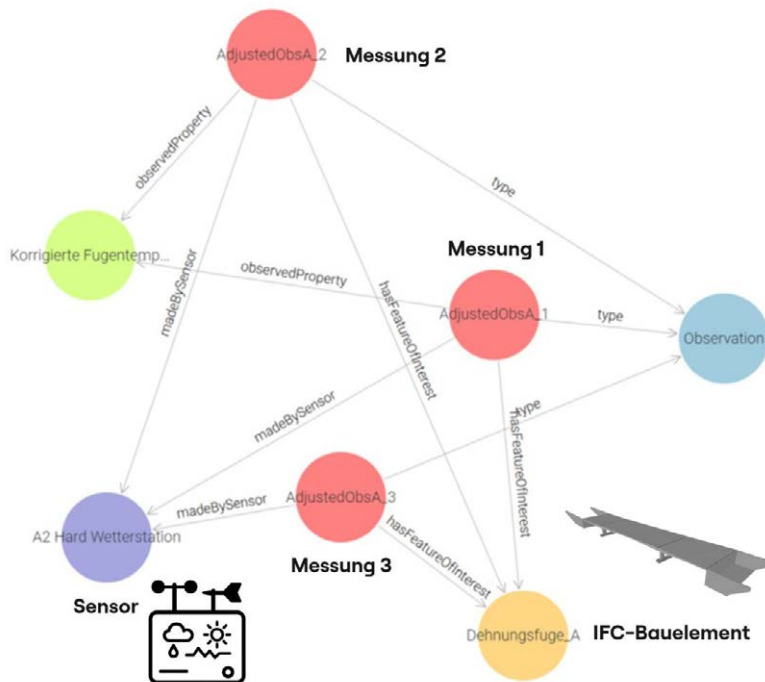 AdjustedObsA_2
Messung 2
observedProperty
type
Korrigierte Fugentemp...
madeBySensor
hasFeatureOfInterest
Messung 1
observedProperty
AdjustedObsA_1
type
Observation
madeBySensor
hasFeatureOfInterest
type
AdjustedObsA_3
madeBySensor
hasFeatureOfInterest
A2 Hard Wetterstation
Messung 3
Sensor
Dehnungsfuge_A
IFC-Bauelement